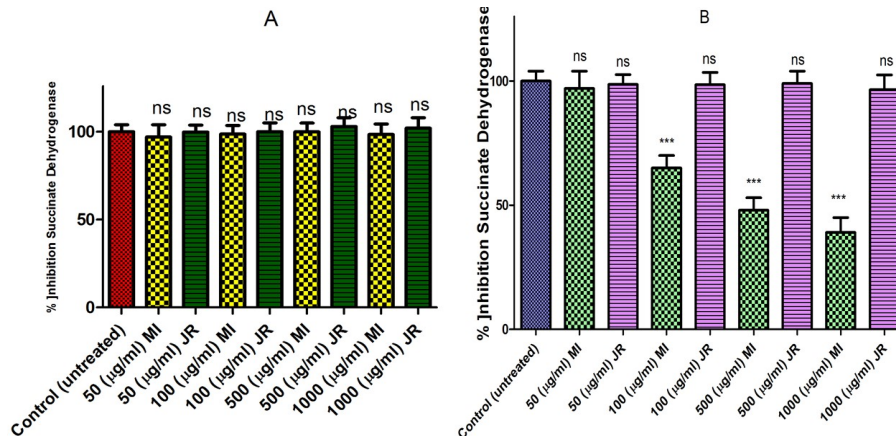 A
% ]nhibition Succinate Dehydrogenase
100
50
0
ns ns ns ns ns ns ns ns
Control (untreated)
50 (µg/ml) MI
50 (µg/ml) JR
100 (µg/ml) MI
100 (µg/ml) JR
500 (µg/ml) MI
500 (µg/ml) JR
1000 (µg/ml) MI
1000 (µg/ml) JR
B
% ]nhibition Succinate Dehydrogenase
100
50
0
ns ns *** ns *** ns *** ns
Control (untreated)
50 (µg/ml) MI
50 (µg/ml) JR
100 (µg/ml) MI
100 (µg/ml) JR
500 (µg/ml) MI
500 (µg/ml) JR
1000 (µg/ml) MI
1000 (µg/ml) JR